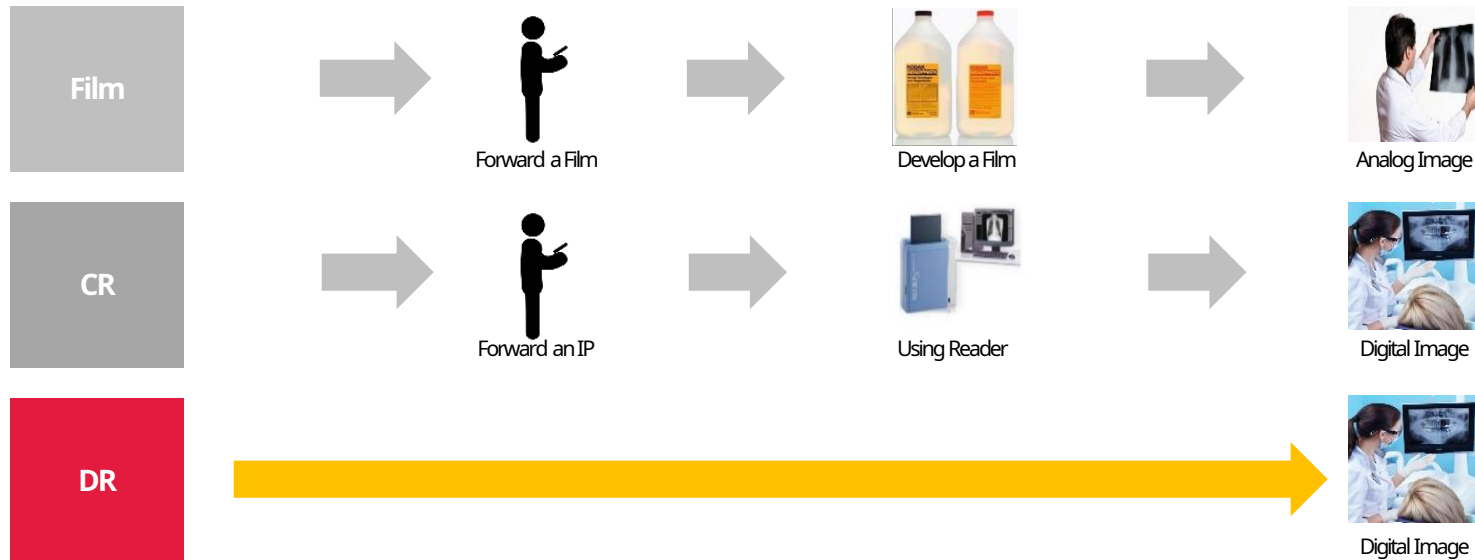 Film
Forward a Film
Develop a Film
Analog Image
CR
Forward an IP
Using Reader
Digital Image
DR
Digital Image